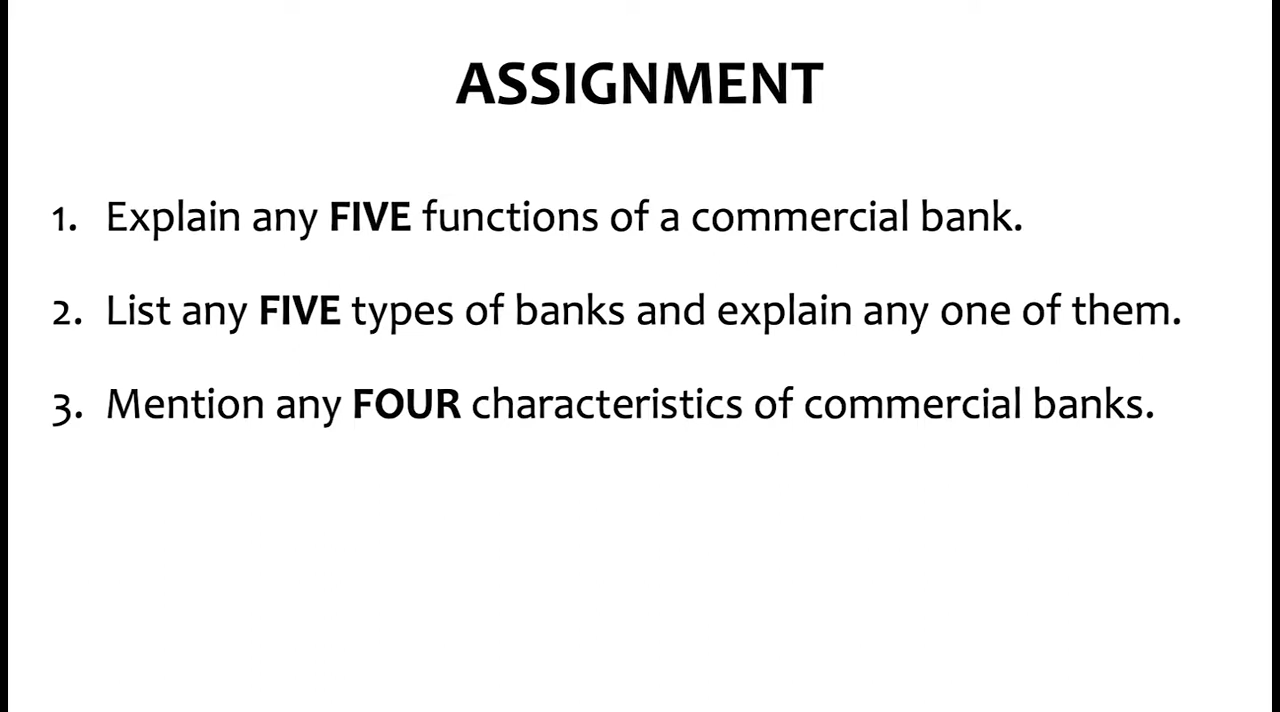 ASSIGNMENT
1. Explain any FIVE functions of a commercial bank.
2. List any FIVE types of banks and explain any one of them.
3. Mention any FOUR characteristics of commercial banks.